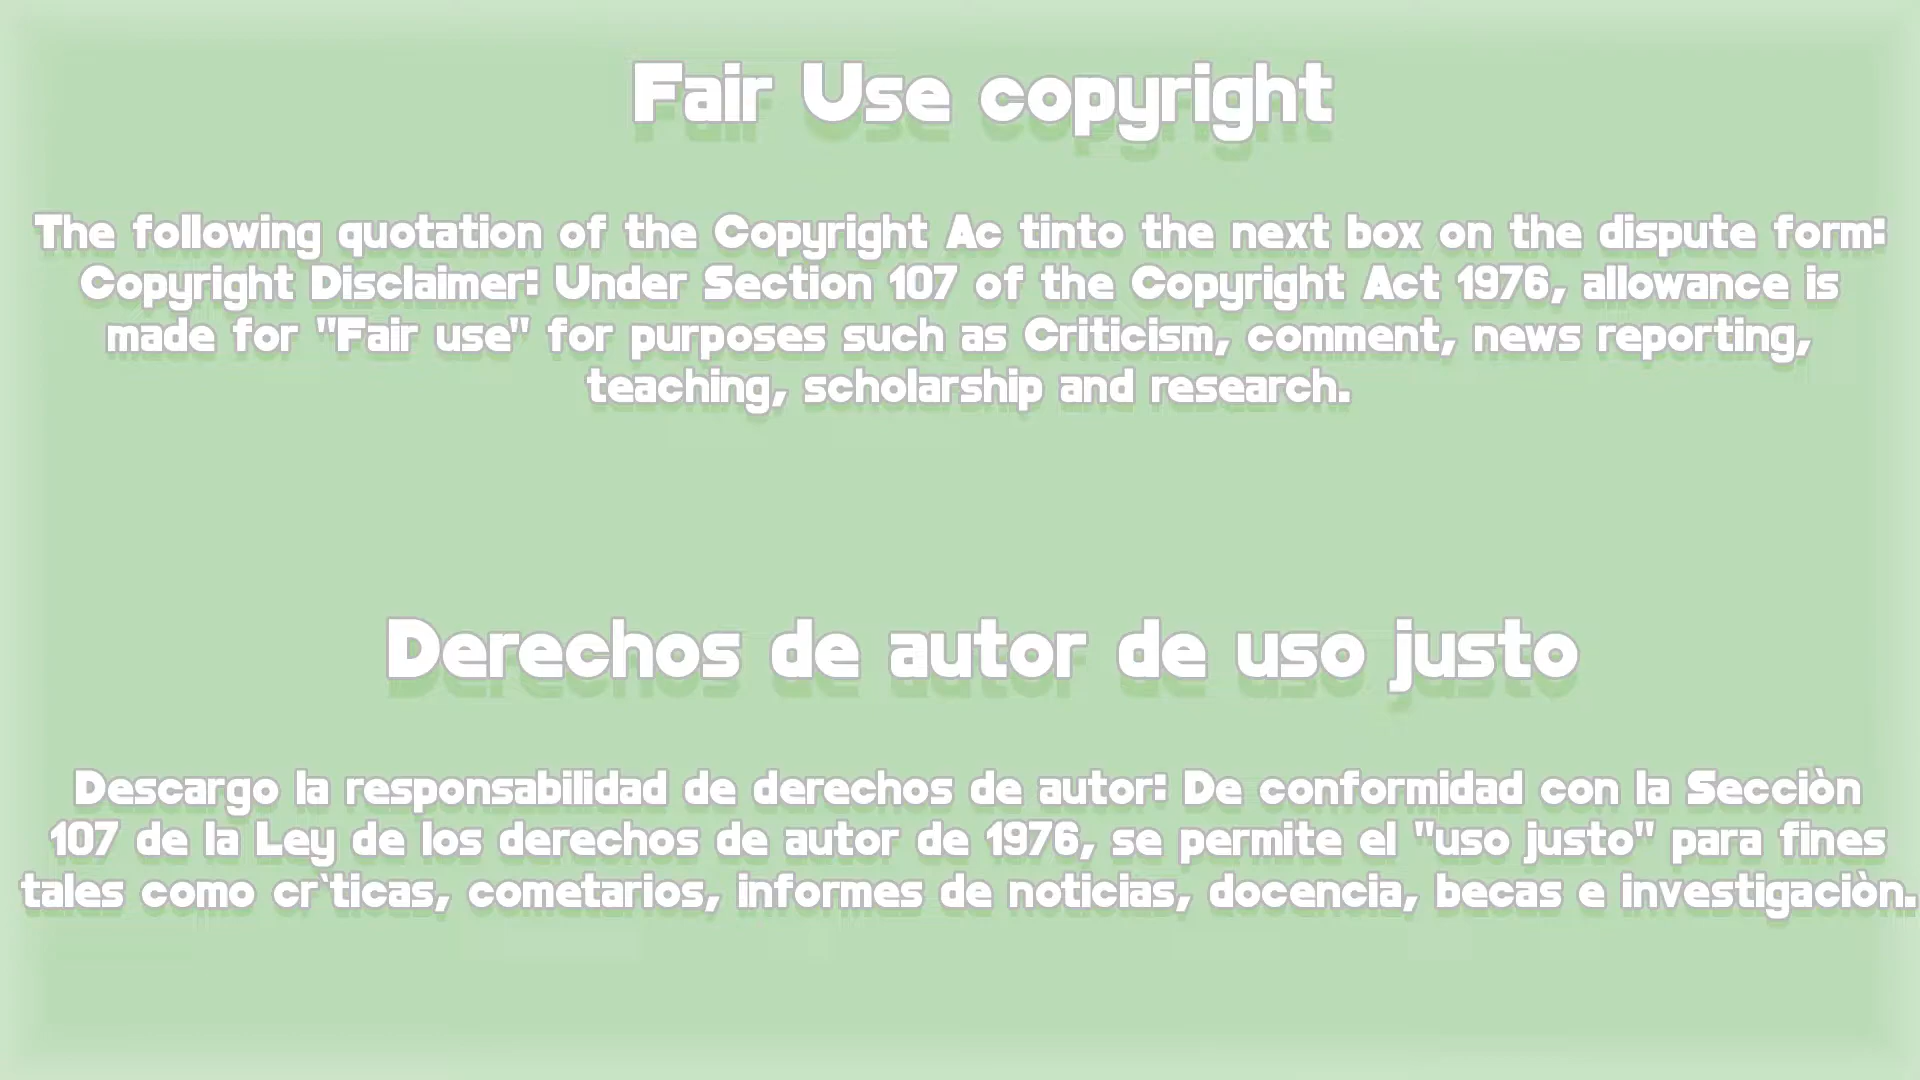 Fair Use copyright
The following quotation of the Copyright Ac tinto the next box on the dispute form:
Copyright Disclaimer: Under Section 107 of the Copyright Act 1976, allowance is
made for "Fair use" for purposes such as Criticism, comment, news reporting,
teaching, scholarship and research.
Derechos de autor de uso justo
Descargo la responsabilidad de derechos de autor: De conformidad con la Secciòn
107 de la Ley de los derechos de autor de 1976, se permite el "uso justo" para fines
tales como cr`ticas, cometarios, informes de noticias, docencia, becas e investigaciòn.